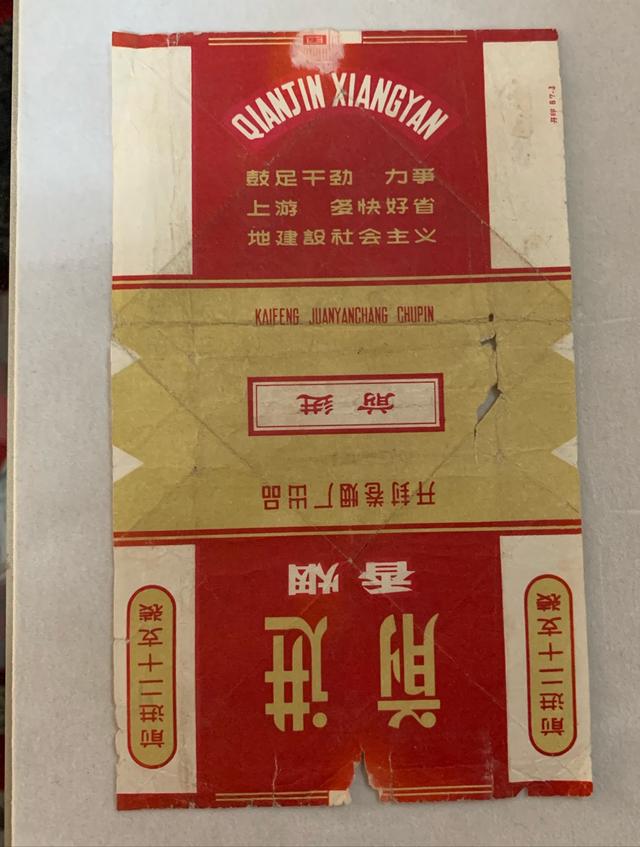 QIANJIN XIANGYAN
鼓足干劲 力爭
上游 多快好省
地建設社会主义
KAIFENG JUANYANCHANG CHUPIN
前进
开封卷烟厂出品
前进
香烟
前进二十支装
前进二十支装